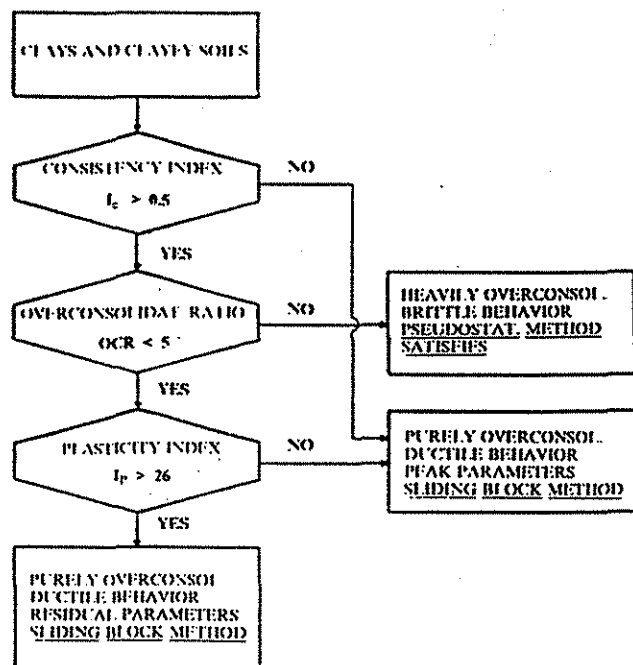 CLAYS AND CLAYEY SOILS
CONSISTENCY INDEX
NO
Ic > 0.5
YES
OVERCONSOLIDAT RATIO
NO
OCR < 5
HEAVILY OVERCONSOL.
BRITTLE BEHAVIOR
PSEUDOSTAT. METHOD
SATISFIES
YES
PLASTICITY INDEX
NO
IP > 26
PURELY OVERCONSOL.
DUCTILE BEHAVIOR
PEAK PARAMETERS
SLIDING BLOCK METHOD
YES
PURELY OVERCONSOL
DUCTILE BEHAVIOR
RESIDUAL PARAMETERS
SLIDING BLOCK METHOD